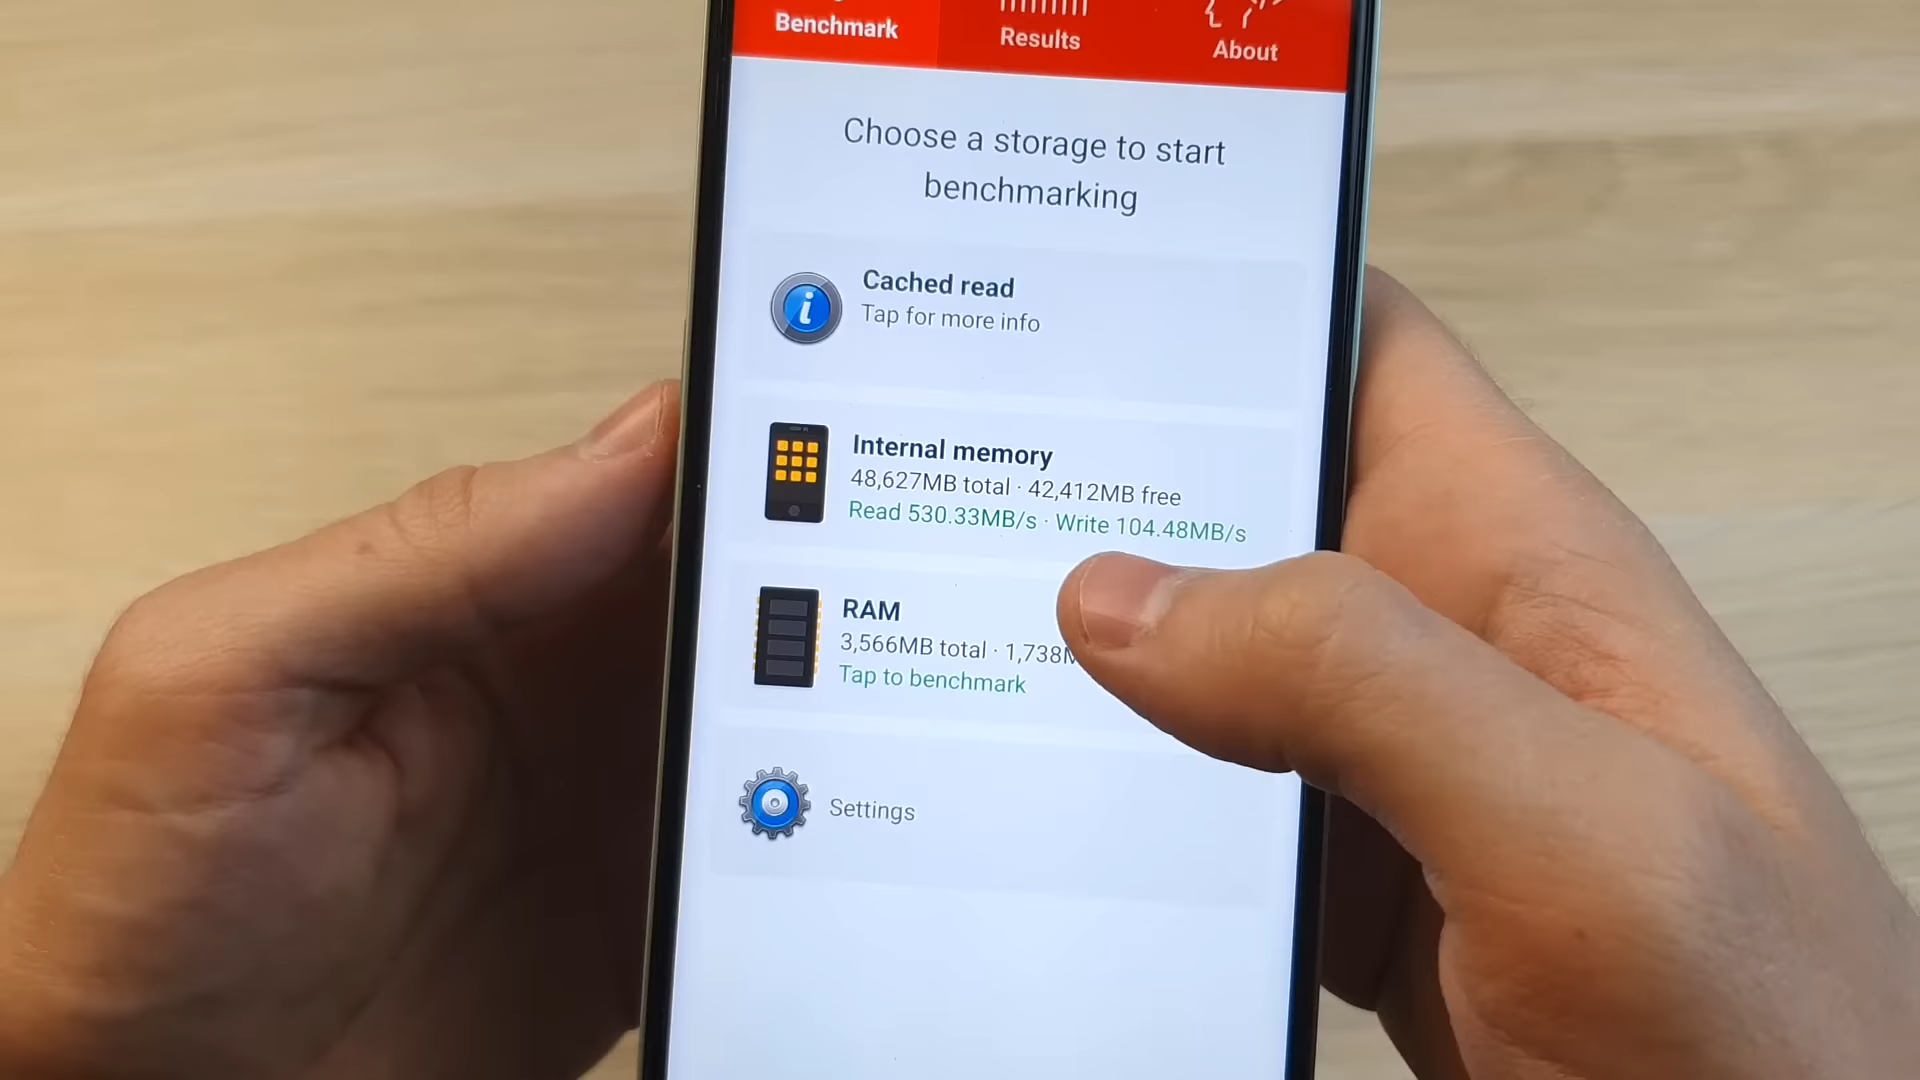 Benchmark
Results
About
Choose a storage to start
benchmarking
Cached read
Tap for more info
Internal memory
48,627MB total · 42,412MB free
Read 530.33MB/s · Write 104.48MB/s
RAM
3,566MB total · 1,738M
Tap to benchmark
Settings